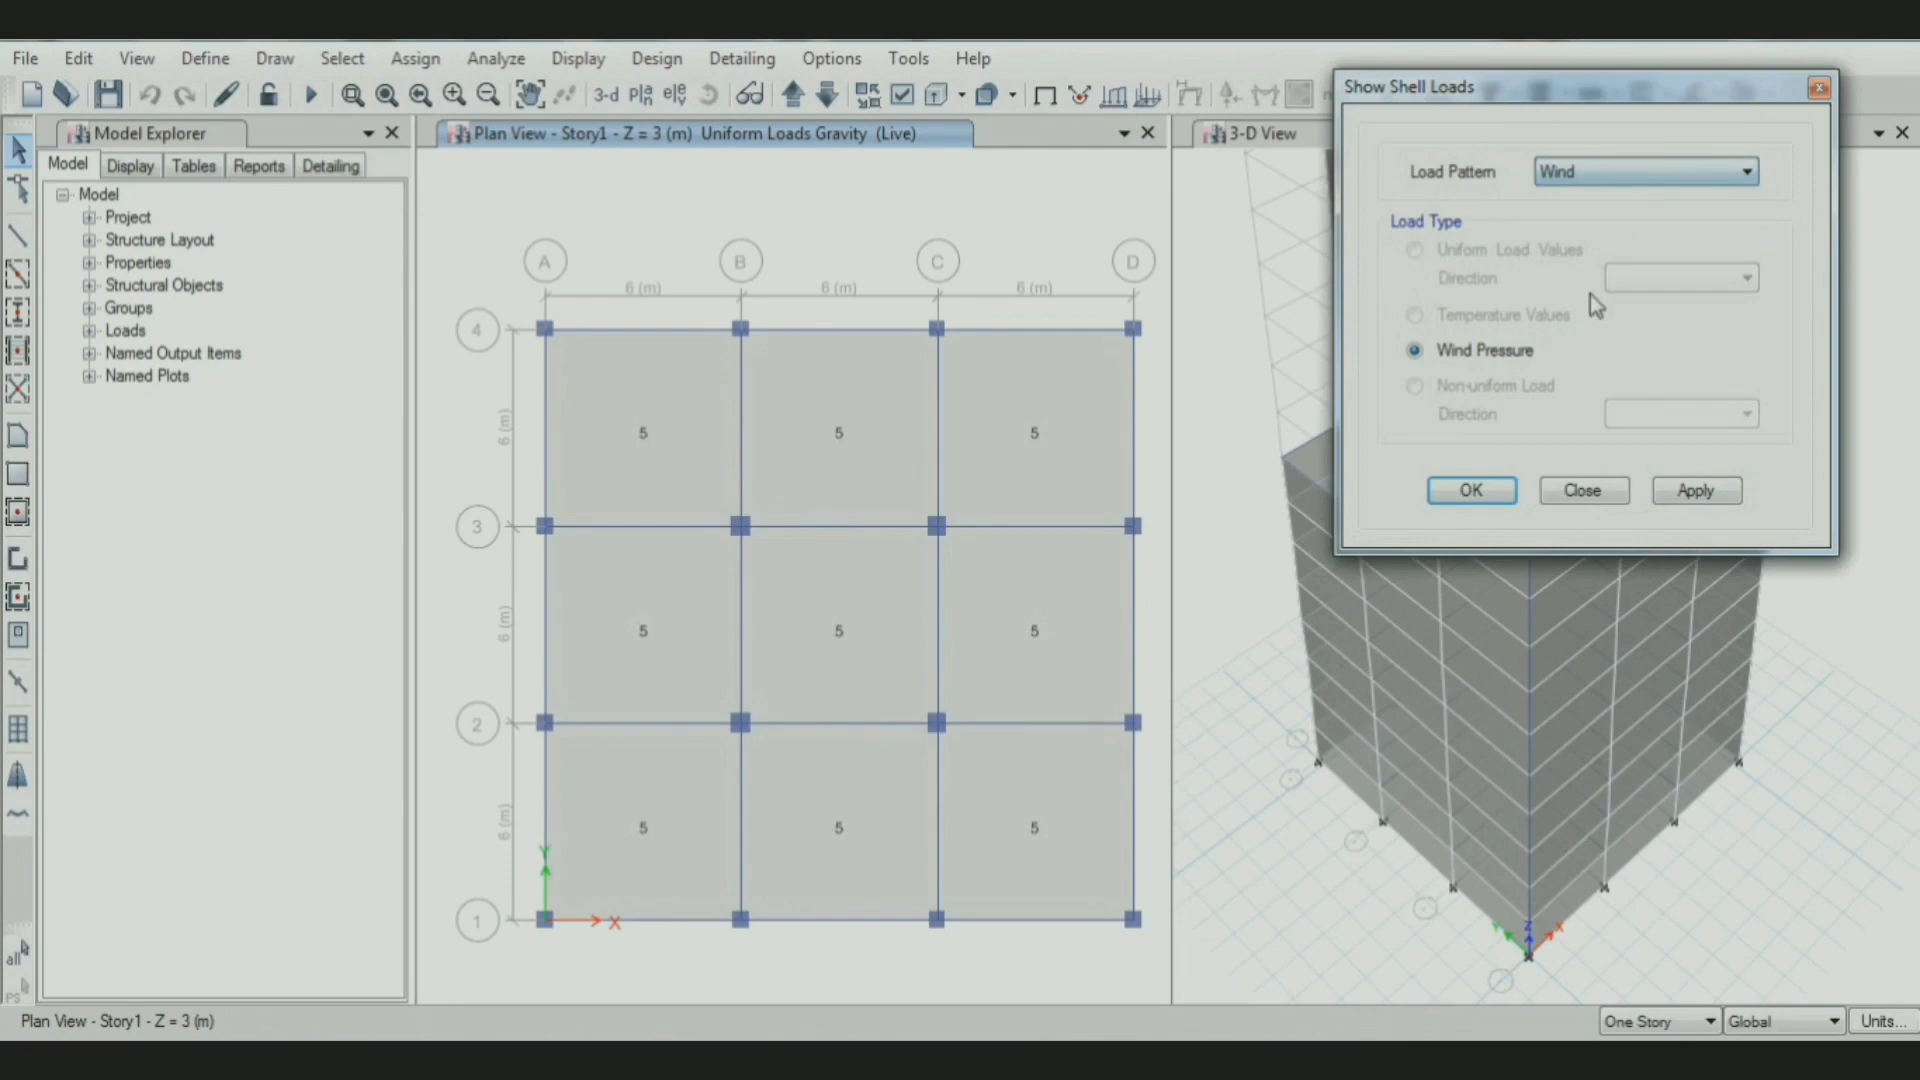 File Edit View Define Draw Select Assign Analyze Display Design Detailing Options Tools Help
3-d
Model Explorer
Model Display Tables Reports Detailing
Model
Project
Structure Layout
Properties
Structural Objects
Groups
Loads
Named Output Items
Named Plots
all
PS
Plan View - Story1 - Z = 3 (m) Uniform Loads Gravity (Live)
A B C D
6 (m) 6 (m) 6 (m)
4
6 (m)
5 5 5
3
6 (m)
5 5 5
2
6 (m)
5 5 5
Y
1
X
3-D View
Y Z X
Show Shell Loads
Load Pattern Wind
Load Type
Uniform Load Values
Direction
Temperature Values
Wind Pressure
Non-uniform Load
Direction
OK Close Apply
Plan View - Story1 - Z = 3 (m)
One Story Global Units...